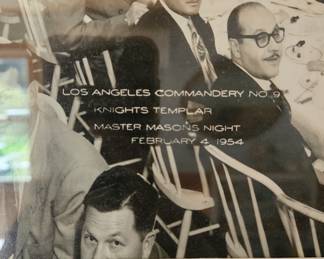 LOS ANGELES COMMANDERY NO. 9
KNIGHTS TEMPLAR
MASTER MASONS NIGHT
FEBRUARY 4 1954